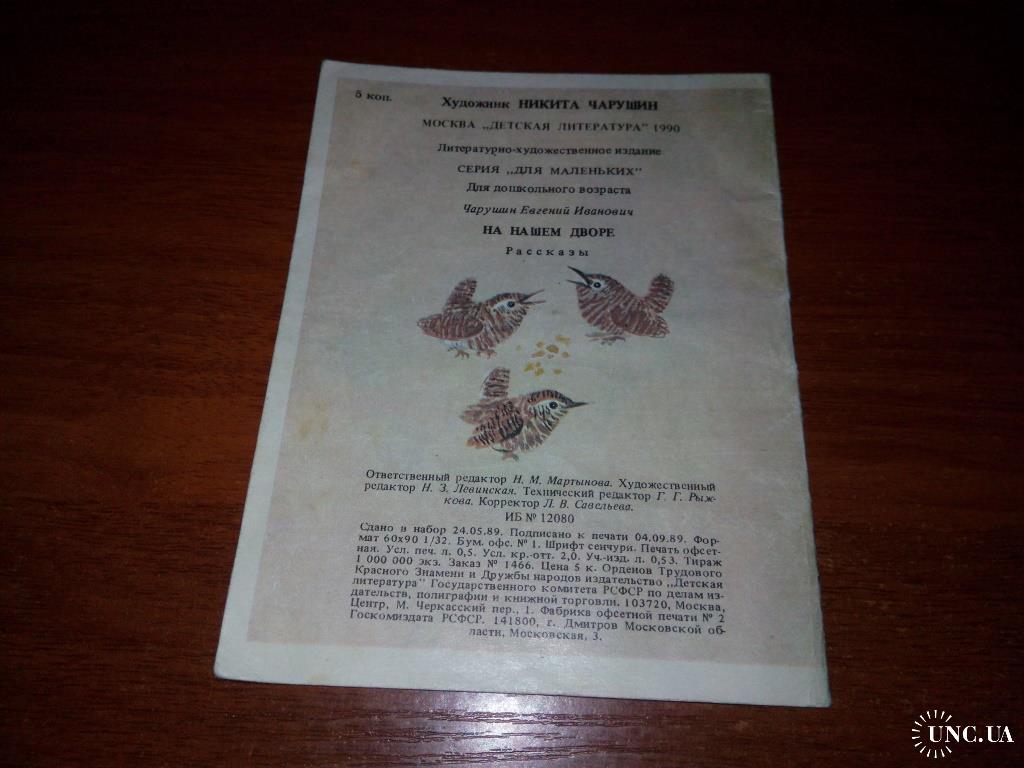 5 коп.
Художник НИКИТА ЧАРУШИН
МОСКВА „ДЕТСКАЯ ЛИТЕРАТУРА" 1990
Литературно-художественное издание
СЕРИЯ „ДЛЯ МАЛЕНЬКИХ"
Для дошкольного возраста
Чарушин Евгений Иванович
НА НАШЕМ ДВОРЕ
Рассказы
Ответственный редактор Н. М. Мартынова. Художественный
редактор Н. З. Левинская. Технический редактор Г. Г. Рыж-
кова. Корректор Л. В. Савельева.
ИБ № 12080
Сдано в набор 24.05.89. Подписано к печати 04.09.89. Фор-
мат 60х90 1/32. Бум. офс. № 1. Шрифт сенчури. Печать офсет-
ная. Усл. печ. л. 0,5. Усл. кр.-отт. 2,0. Уч.-изд. л. 0,53. Тираж
1 000 000 экз. Заказ № 1466. Цена 5 к. Орденов Трудового
Красного Знамени и Дружбы народов издательство „Детская
литература" Государственного комитета РСФСР по делам из-
дательств, полиграфии и книжной торговли. 103720, Москва,
Центр, М. Черкасский пер., 1. Фабрика офсетной печати № 2
Госкомиздата РСФСР. 141800, г. Дмитров Московской об-
ласти, Московская, 3.
UNC.UA